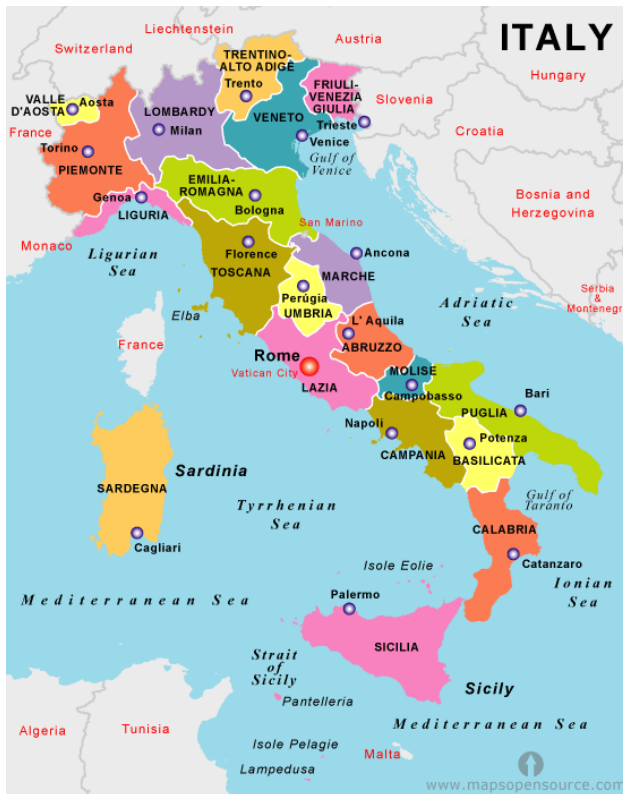 ITALY
Liechtenstein
Switzerland
Austria
Hungary
TRENTINO-
ALTO ADIGE
Trento
FRIULI-
VENEZIA
GIULIA
Slovenia
VALLE
D'AOSTA
Aosta
LOMBARDY
Milan
VENETO
Trieste
Venice
Croatia
France
Torino
PIEMONTE
Gulf of
Venice
EMILIA-
ROMAGNA
Bologna
Genoa
LIGURIA
Bosnia and
Herzegovina
San Marino
Monaco
Ligurian
Sea
Florence
TOSCANA
Ancona
MARCHE
Perúgia
UMBRIA
Elba
Adriatic
Sea
Serbia
&
Montenegr
France
L' Aquila
ABRUZZO
Rome
Vatican City
LAZIA
MOLISE
Campobasso
Bari
PUGLIA
Napoli
CAMPANIA
Potenza
BASILICATA
Sardinia
SARDEGNA
Cagliari
Tyrrhenian
Sea
Gulf of
Taranto
CALABRIA
Catanzaro
Isole Eolie
Ionian
Sea
Mediterranean Sea
Palermo
SICILIA
Strait
of
Sicily
Sicily
Pantelleria
Mediterranean Sea
Algeria
Tunisia
Isole Pelagie
Lampedusa
Malta
www.mapsopensource.com